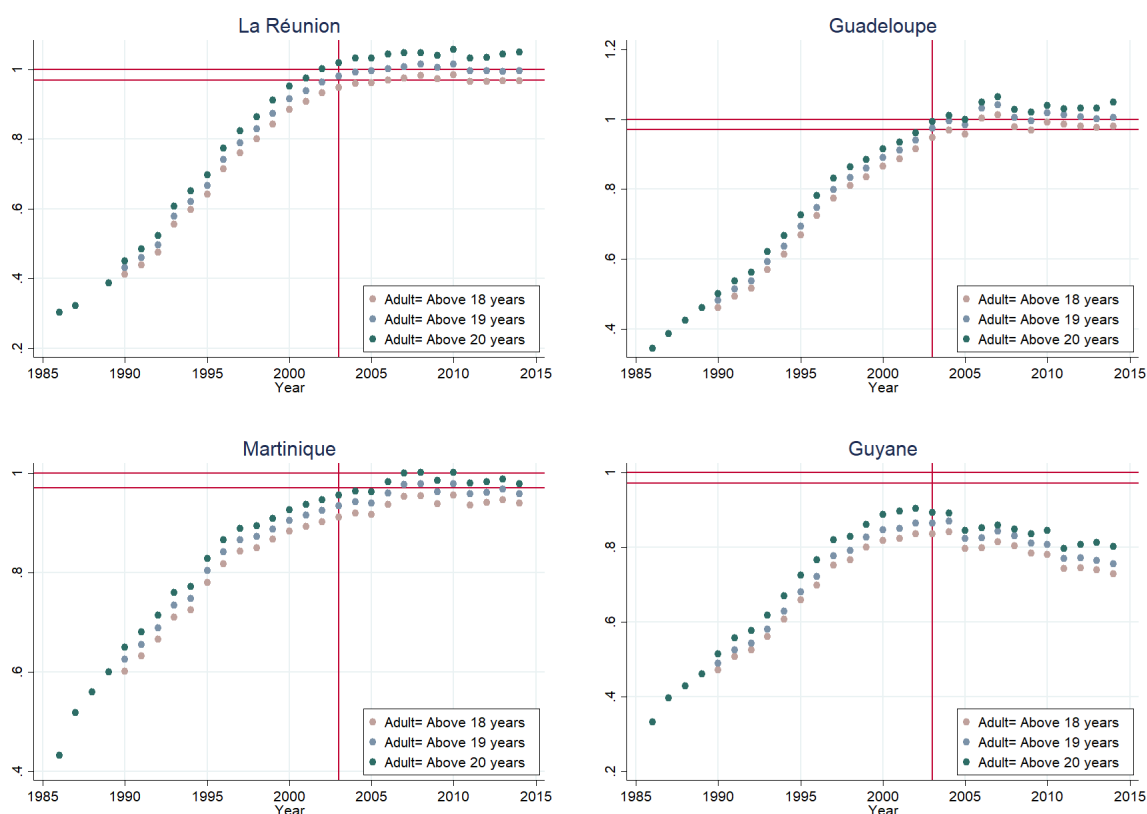 La Réunion
1
.8
.6
.4
.2
1985 1990 1995 2000 2005 2010 2015
Year
Adult= Above 18 years
Adult= Above 19 years
Adult= Above 20 years
Guadeloupe
1.2
1
.8
.6
.4
1985 1990 1995 2000 2005 2010 2015
Year
Adult= Above 18 years
Adult= Above 19 years
Adult= Above 20 years
Martinique
1
.8
.6
.4
1985 1990 1995 2000 2005 2010 2015
Year
Adult= Above 18 years
Adult= Above 19 years
Adult= Above 20 years
Guyane
1
.8
.6
.4
.2
1985 1990 1995 2000 2005 2010 2015
Year
Adult= Above 18 years
Adult= Above 19 years
Adult= Above 20 years